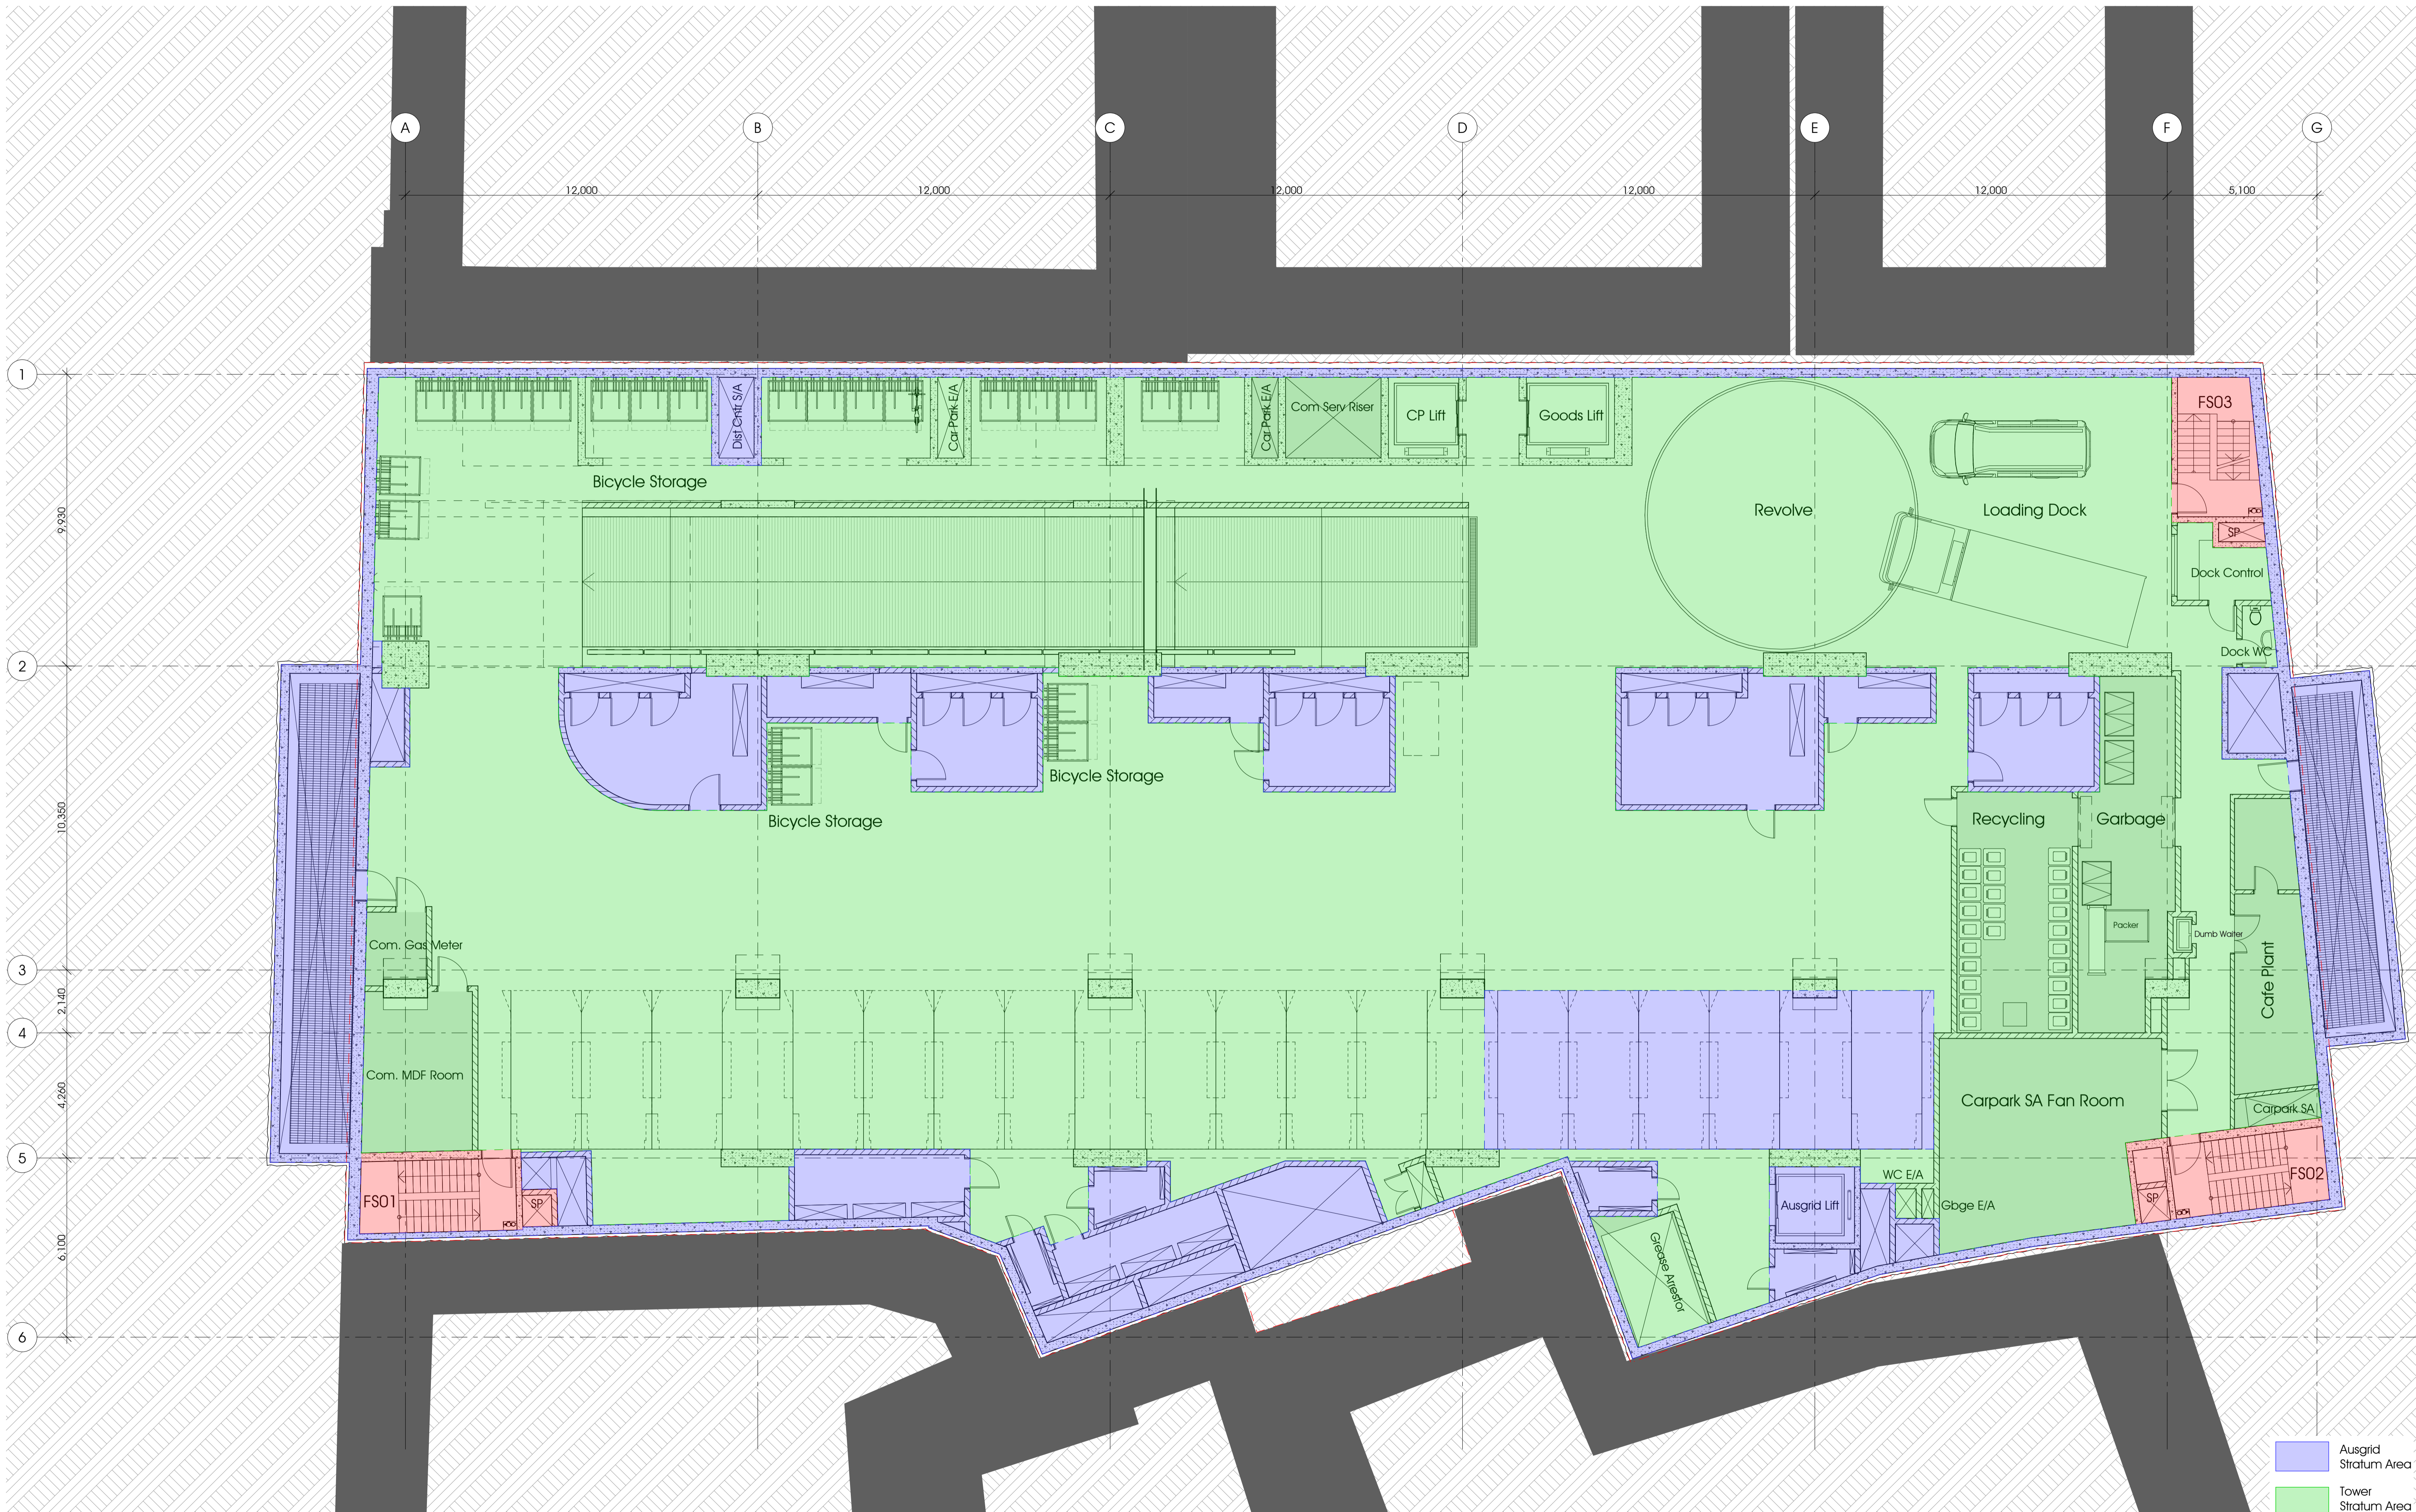 A
B
C
D
E
F
G
12,000
12,000
12,000
12,000
12,000
5,100
1
2
3
4
5
6
9,930
10,350
2,140
4,260
6,100
Dist Cntr S/A
Car Park E/A
Car Park E/A
Com Serv Riser
CP Lift
Goods Lift
FS03
Bicycle Storage
Revolve
Loading Dock
SP
Dock Control
Dock WC
Bicycle Storage
Bicycle Storage
Recycling
Garbage
Packer
Dumb Waiter
Com. Gas Meter
Cafe Plant
Com. MDF Room
Carpark SA Fan Room
Carpark SA
FS01
SP
Ausgrid Lift
WC E/A
Gbge E/A
SP
FS02
Grease Arrestor
Ausgrid
Stratum Area
Tower
Stratum Area